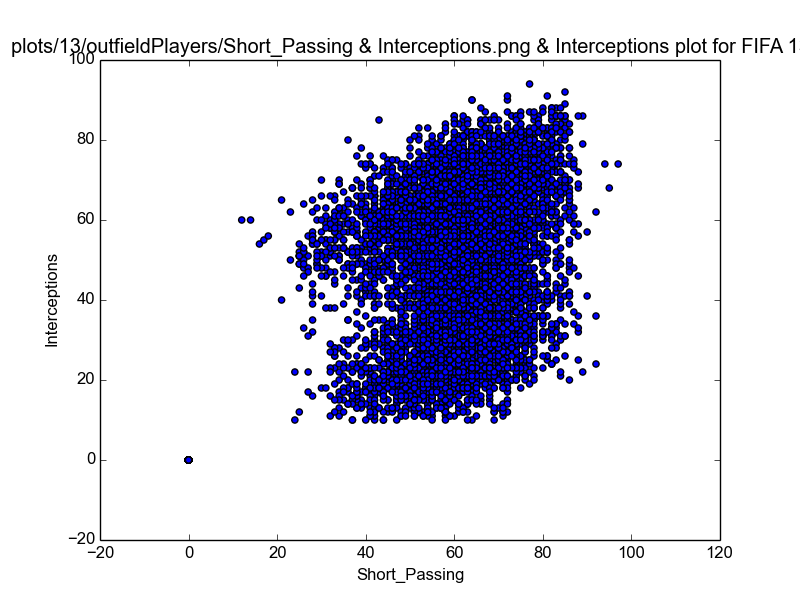 plots/13/outfieldPlayers/Short_Passing & Interceptions.png & Interceptions plot for FIFA 1
100
80
60
40
20
0
−20
Interceptions
−20 0 20 40 60 80 100 120
Short_Passing